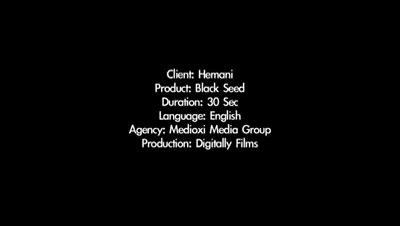 Client: Hemani
Product: Black Seed
Duration: 30 Sec
Language: English
Agency: Medioxi Media Group
Production: Digitally Films